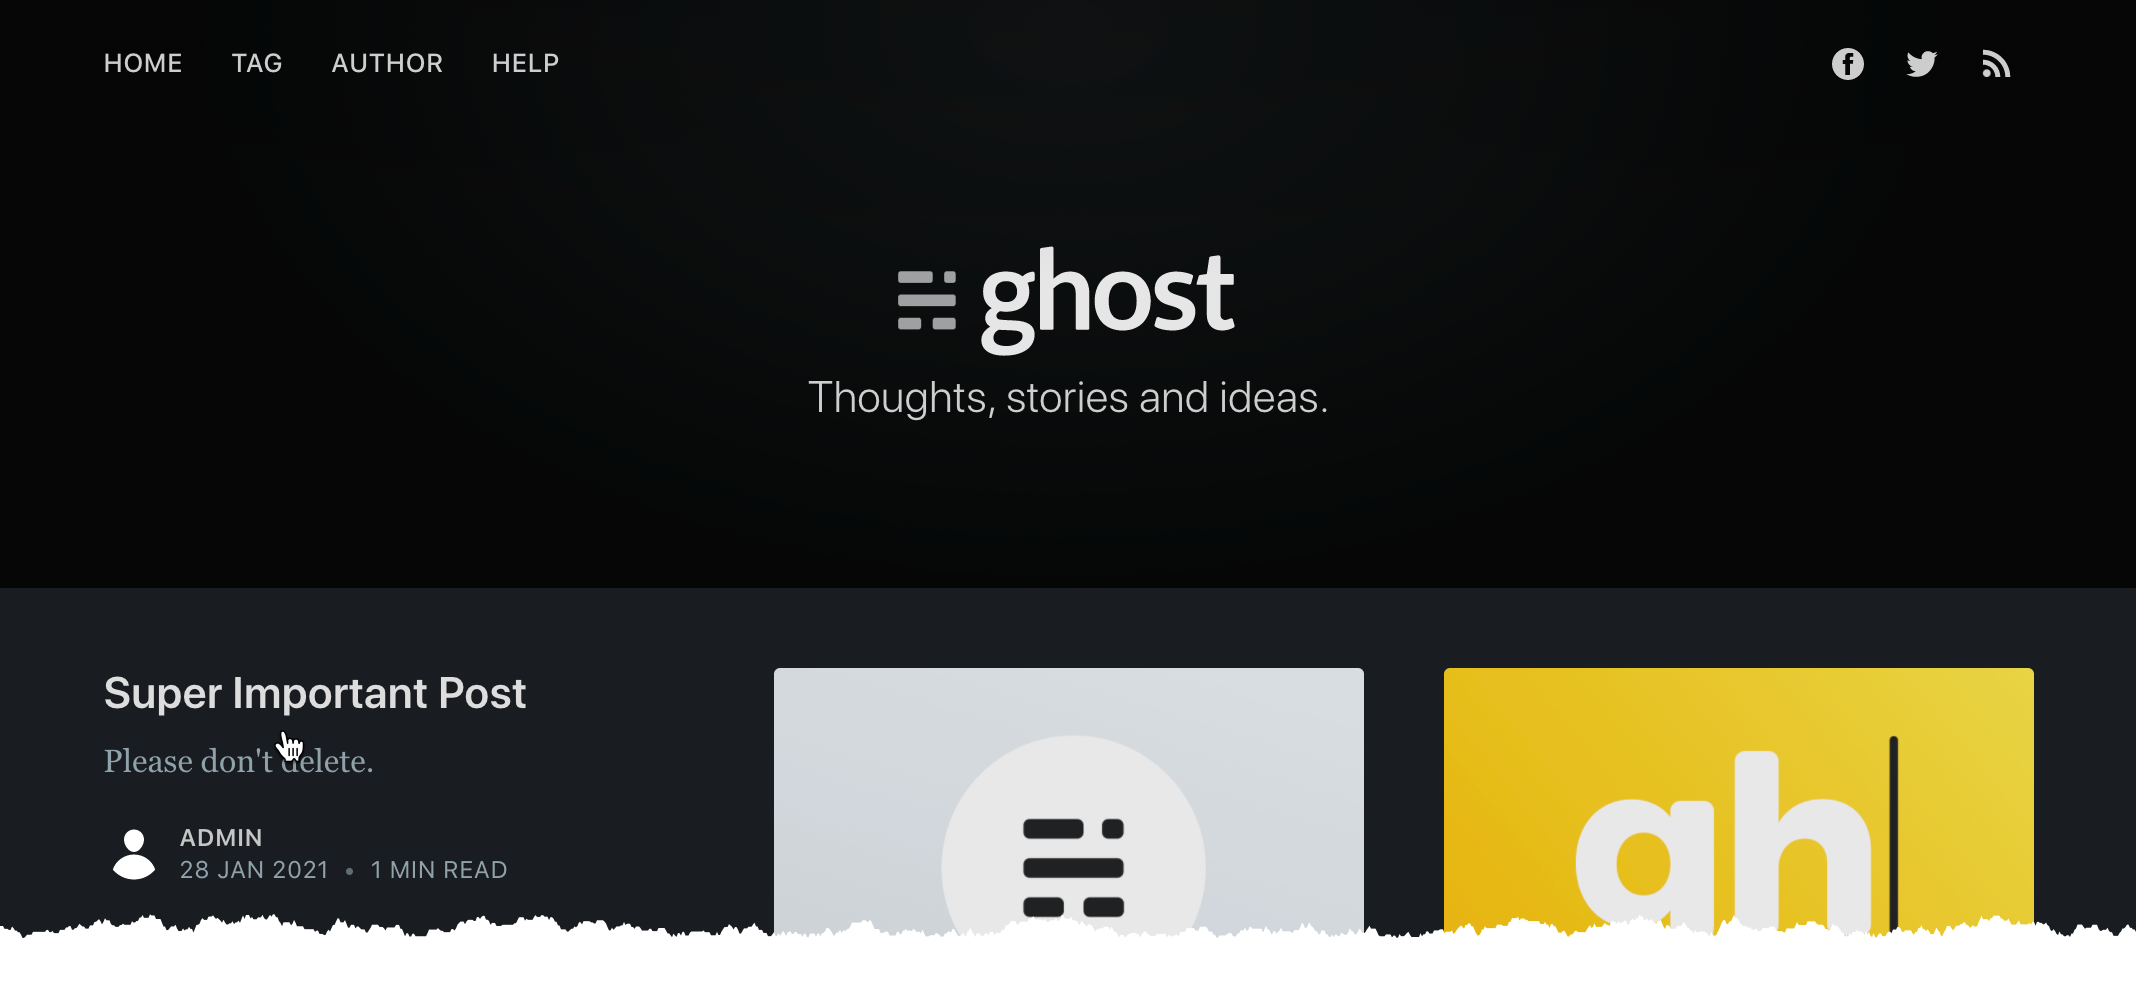 HOME TAG AUTHOR HELP
ghost
Thoughts, stories and ideas.
Super Important Post
Please don't delete.
ADMIN
28 JAN 2021 • 1 MIN READ
gh